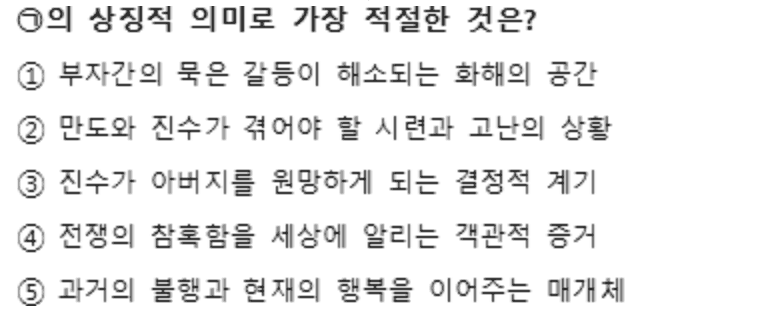 ㉠의 상징적 의미로 가장 적절한 것은?
① 부자간의 묵은 갈등이 해소되는 화해의 공간
② 만도와 진수가 겪어야 할 시련과 고난의 상황
③ 진수가 아버지를 원망하게 되는 결정적 계기
④ 전쟁의 참혹함을 세상에 알리는 객관적 증거
⑤ 과거의 불행과 현재의 행복을 이어주는 매개체